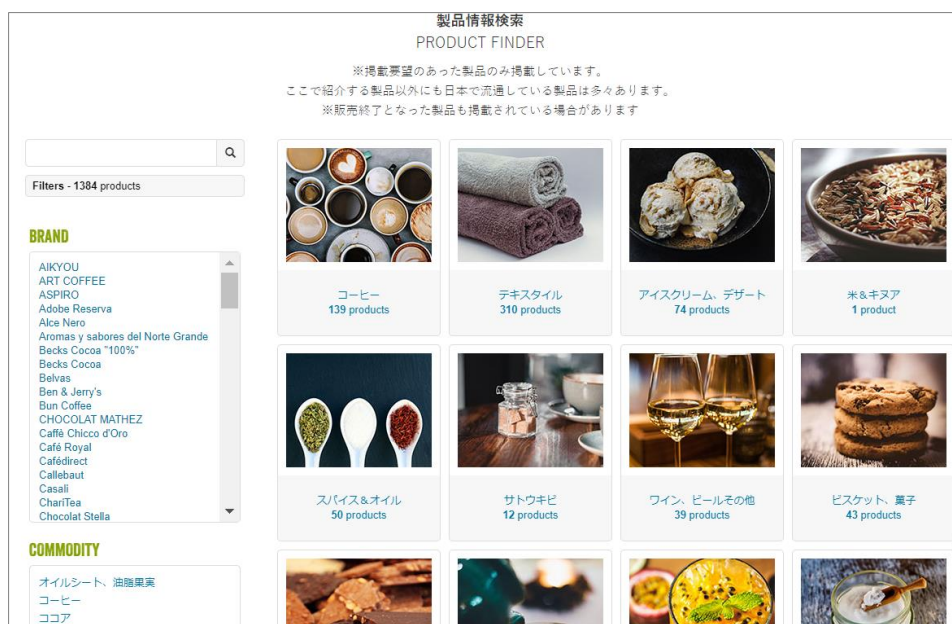 製品情報検索
PRODUCT FINDER
※掲載要望のあった製品のみ掲載しています。
ここで紹介する製品以外にも日本で流通している製品は多々あります。
※販売終了となった製品も掲載されている場合があります
Filters - 1384 products
BRAND
AIKYOU
ART COFFEE
ASPIRO
Adobe Reserva
Alce Nero
Aromas y sabores del Norte Grande
Becks Cocoa "100%"
Becks Cocoa
Belvas
Ben & Jerry's
Bun Coffee
CHOCOLAT MATHEZ
Caffè Chicco d'Oro
Café Royal
Cafédirect
Callebaut
Casali
ChariTea
Chocolat Stella
COMMODITY
オイルシート、油脂果実
コーヒー
ココア
コーヒー
139 products
テキスタイル
310 products
アイスクリーム、デザート
74 products
米&キヌア
1 product
スパイス&オイル
50 products
サトウキビ
12 products
ワイン、ビールその他
39 products
ビスケット、菓子
43 products